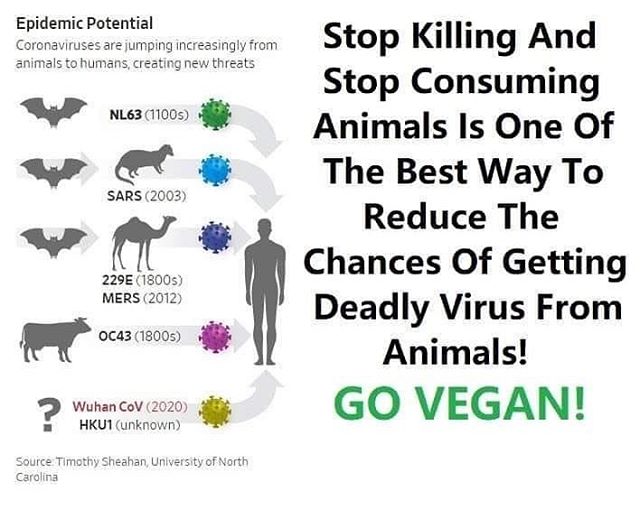 Epidemic Potential
Coronaviruses are jumping increasingly from
animals to humans, creating new threats
NL63 (1100s)
SARS (2003)
229E (1800s)
MERS (2012)
OC43 (1800s)
?
Wuhan CoV (2020)
HKU1 (unknown)
Source: Timothy Sheahan, University of North
Carolina
Stop Killing And
Stop Consuming
Animals Is One Of
The Best Way To
Reduce The
Chances Of Getting
Deadly Virus From
Animals!
GO VEGAN!